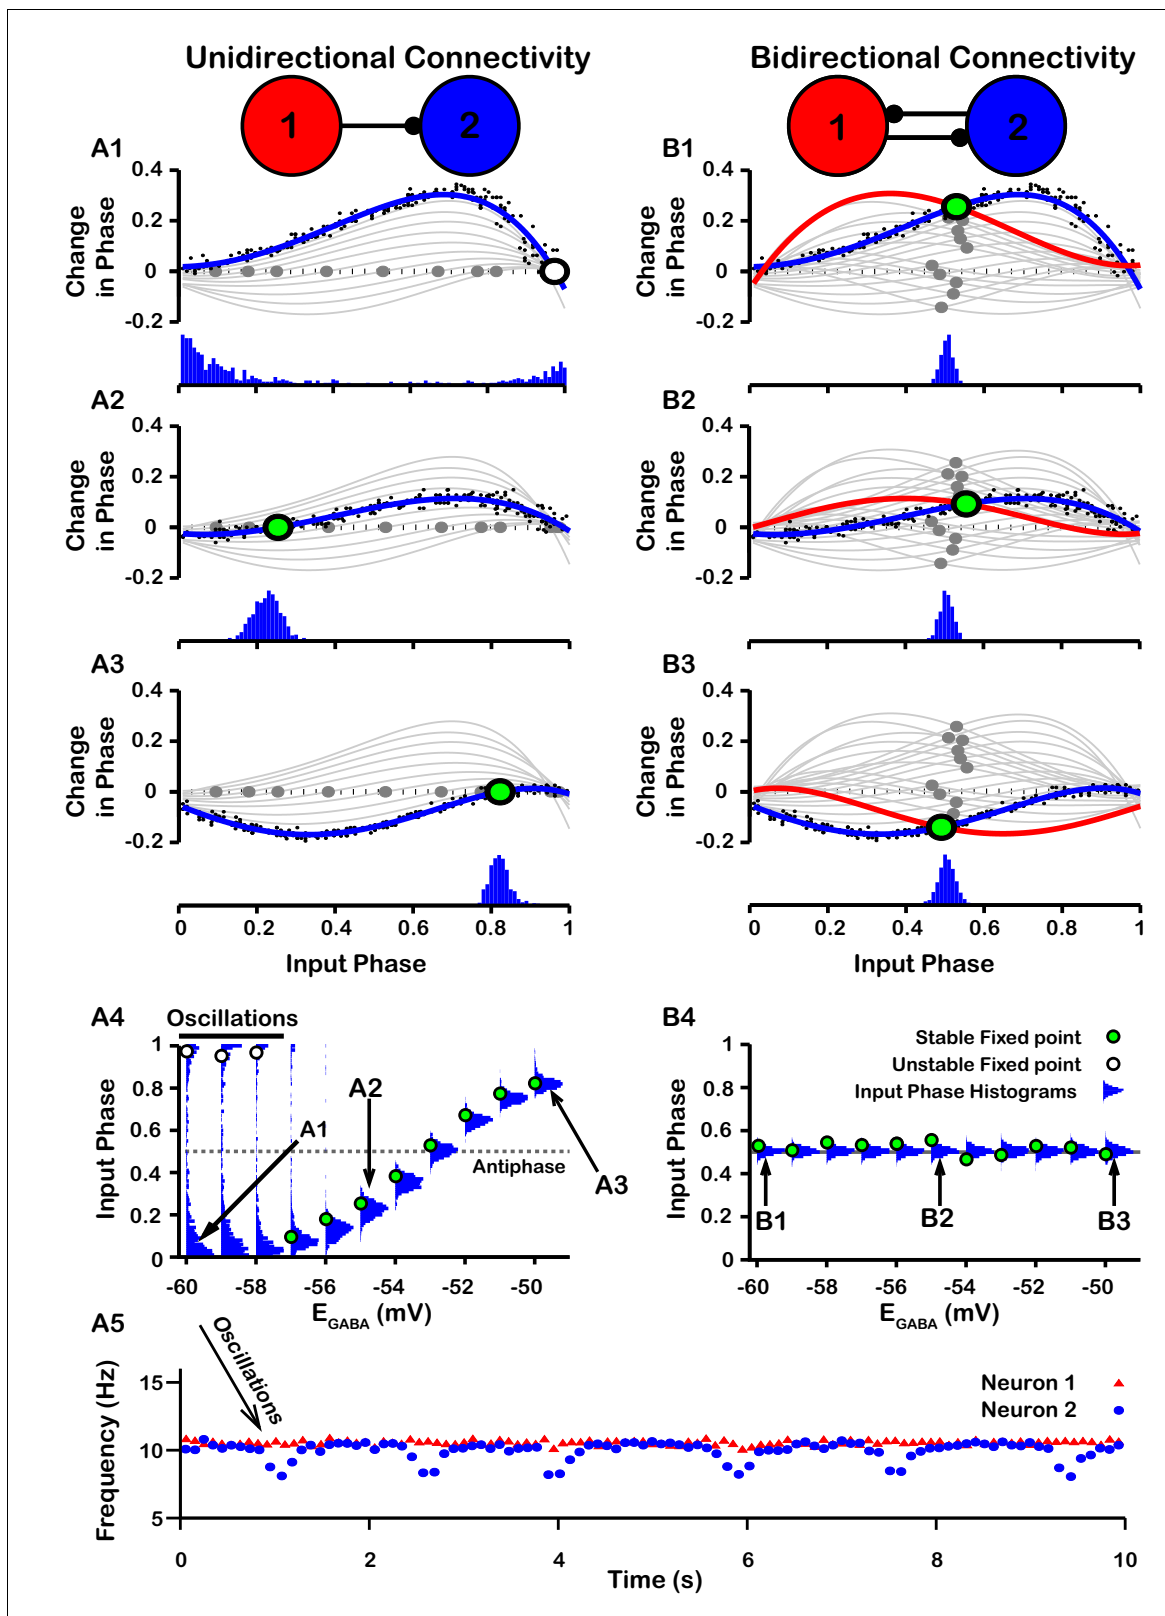 Unidirectional Connectivity
Bidirectional Connectivity
1
2
1
2
A1
Change
in Phase
0.4
0.2
0
-0.2
B1
Change
in Phase
0.4
0.2
0
-0.2
A2
Change
in Phase
0.4
0.2
0
-0.2
B2
Change
in Phase
0.4
0.2
0
-0.2
A3
Change
in Phase
0.4
0.2
0
-0.2
0 0.2 0.4 0.6 0.8 1
Input Phase
B3
Change
in Phase
0.4
0.2
0
-0.2
0 0.2 0.4 0.6 0.8 1
Input Phase
A4
Oscillations
Input Phase
1
0.8
0.6
0.4
0.2
0
A1
A2
A3
Antiphase
-60 -58 -56 -54 -52 -50
EGABA (mV)
B4
Stable Fixed point
Unstable Fixed point
Input Phase Histograms
Input Phase
1
0.8
0.6
0.4
0.2
0
B1
B2
B3
-60 -58 -56 -54 -52 -50
EGABA (mV)
A5
Oscillations
Frequency (Hz)
15
10
5
Neuron 1
Neuron 2
0 2 4 6 8 10
Time (s)